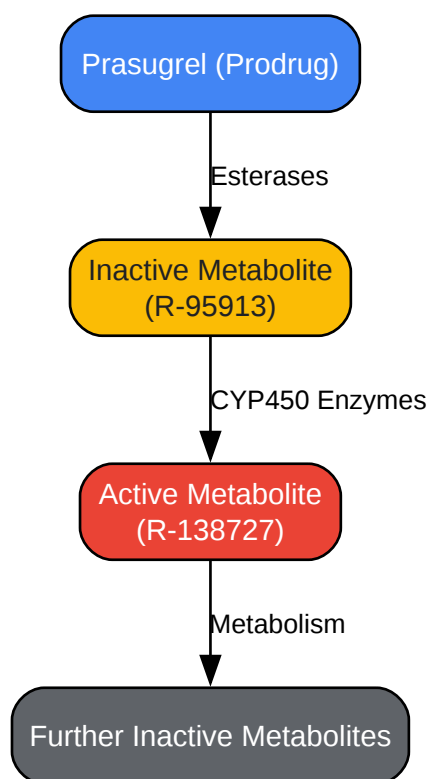 Prasugrel (Prodrug)
Esterases
Inactive Metabolite
(R-95913)
CYP450 Enzymes
Active Metabolite
(R-138727)
Metabolism
Further Inactive Metabolites